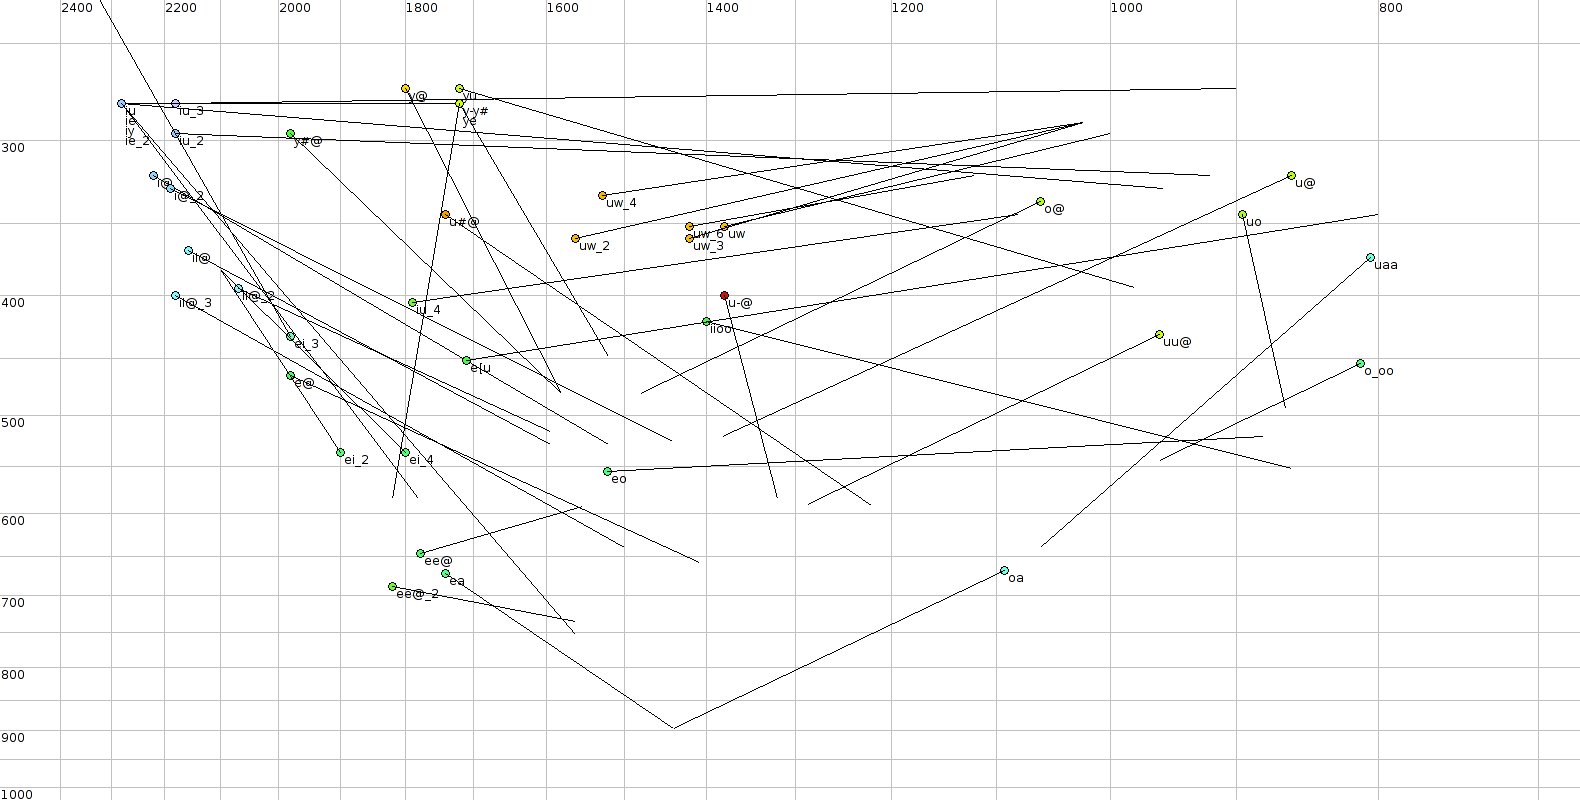 2400 2200 2000 1800 1600 1400 1200 1000 800
y@ yu
iu iu_3 y-y#
ie ye
iy
ie_2 iu_2 y#@
300
i@ i@_2 u@
uw_4 o@
u#@ uo
uw_6 uw
uw_2 uw_3
ii@ uaa
ii@_2
400
ii@_3 iu_4 u-@
iioo
ei_3 uu@
e|u o_oo
e@
500
ei_2 ei_4
eo
600
ee@
ea oa
ee@_2
700
800
900
1000